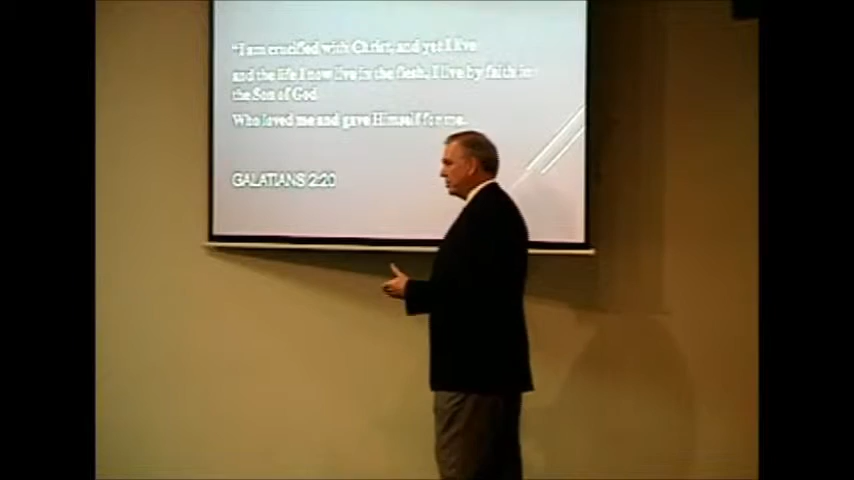 "I am crucified with Christ, and yet I live
and the life I now live in the flesh, I live by faith in
the Son of God
Who loved me and gave Himself for me.
GALATIANS 2:20